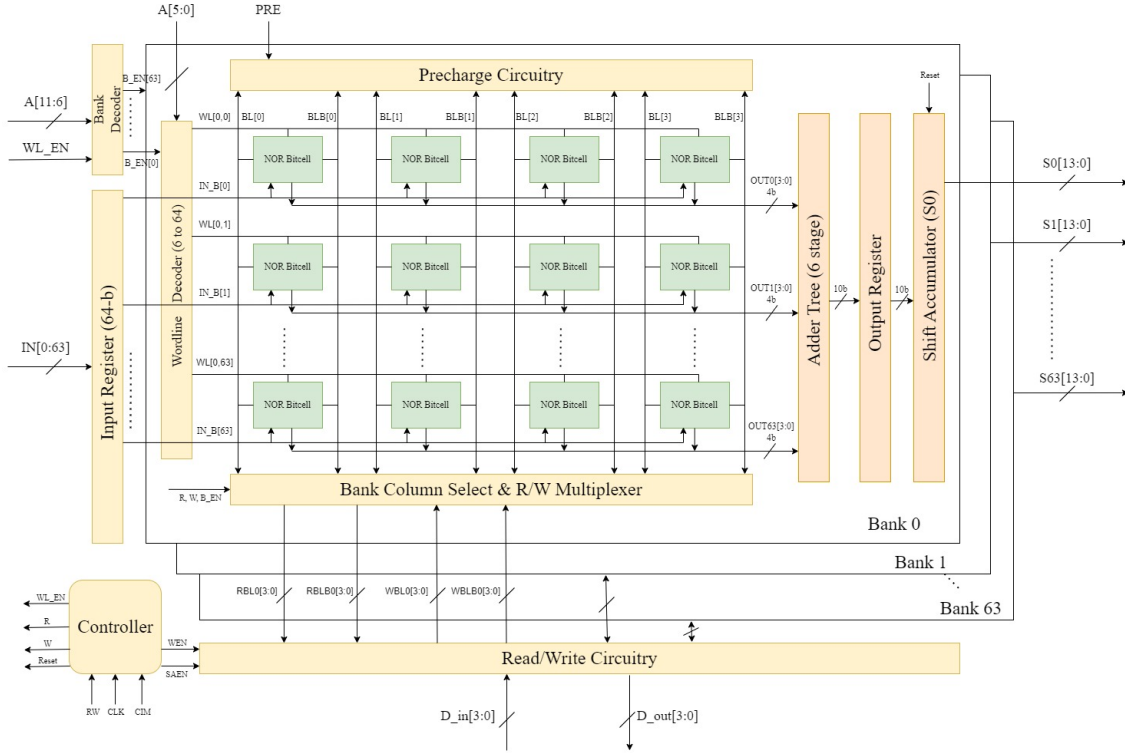 A[5:0]
PRE
Precharge Circuitry
Reset
B_EN[63]
Bank Decoder
A[11:6]
WL_EN
B_EN[0]
WL[0,0]
BL[0]
BLB[0]
BL[1]
BLB[1]
BL[2]
BLB[2]
BL[3]
BLB[3]
NOR Bitcell
NOR Bitcell
NOR Bitcell
NOR Bitcell
IN_B[0]
OUT0[3:0]
4b
S0[13:0]
WL[0,1]
NOR Bitcell
NOR Bitcell
NOR Bitcell
NOR Bitcell
S1[13:0]
IN_B[1]
OUT1[3:0]
4b
Input Register (64-b)
Wordline Decoder (6 to 64)
Adder Tree (6 stage)
10b
Output Register
10b
Shift Accumulator (S0)
IN[0:63]
WL[0,63]
NOR Bitcell
NOR Bitcell
NOR Bitcell
NOR Bitcell
S63[13:0]
IN_B[63]
OUT63[3:0]
4b
R, W, B_EN
Bank Column Select & R/W Multiplexer
Bank 0
Bank 1
Bank 63
RBL0[3:0]
RBLB0[3:0]
WBL0[3:0]
WBLB0[3:0]
WL_EN
R
W
Reset
Controller
WEN
SAEN
RW
CLK
CIM
Read/Write Circuitry
D_in[3:0]
D_out[3:0]